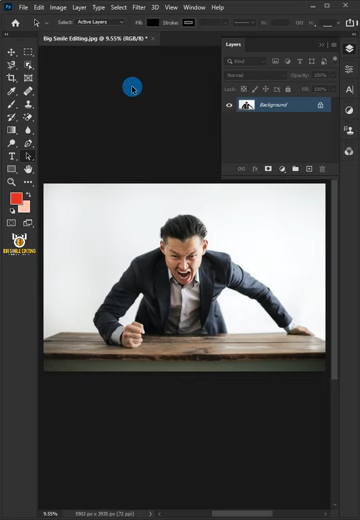 Ps File Edit Image Layer Type Select Filter 3D View Window Help
Select: Active Layers Fill: Stroke: W: H:
Big Smile Editing.jpg @ 9.55% (RGB/8) *
Layers
Kind
Normal Opacity: 100%
Lock: Fill: 100%
Background
BIG SMILE EDITING
9.55% 5903 px x 3935 px (72 ppi)